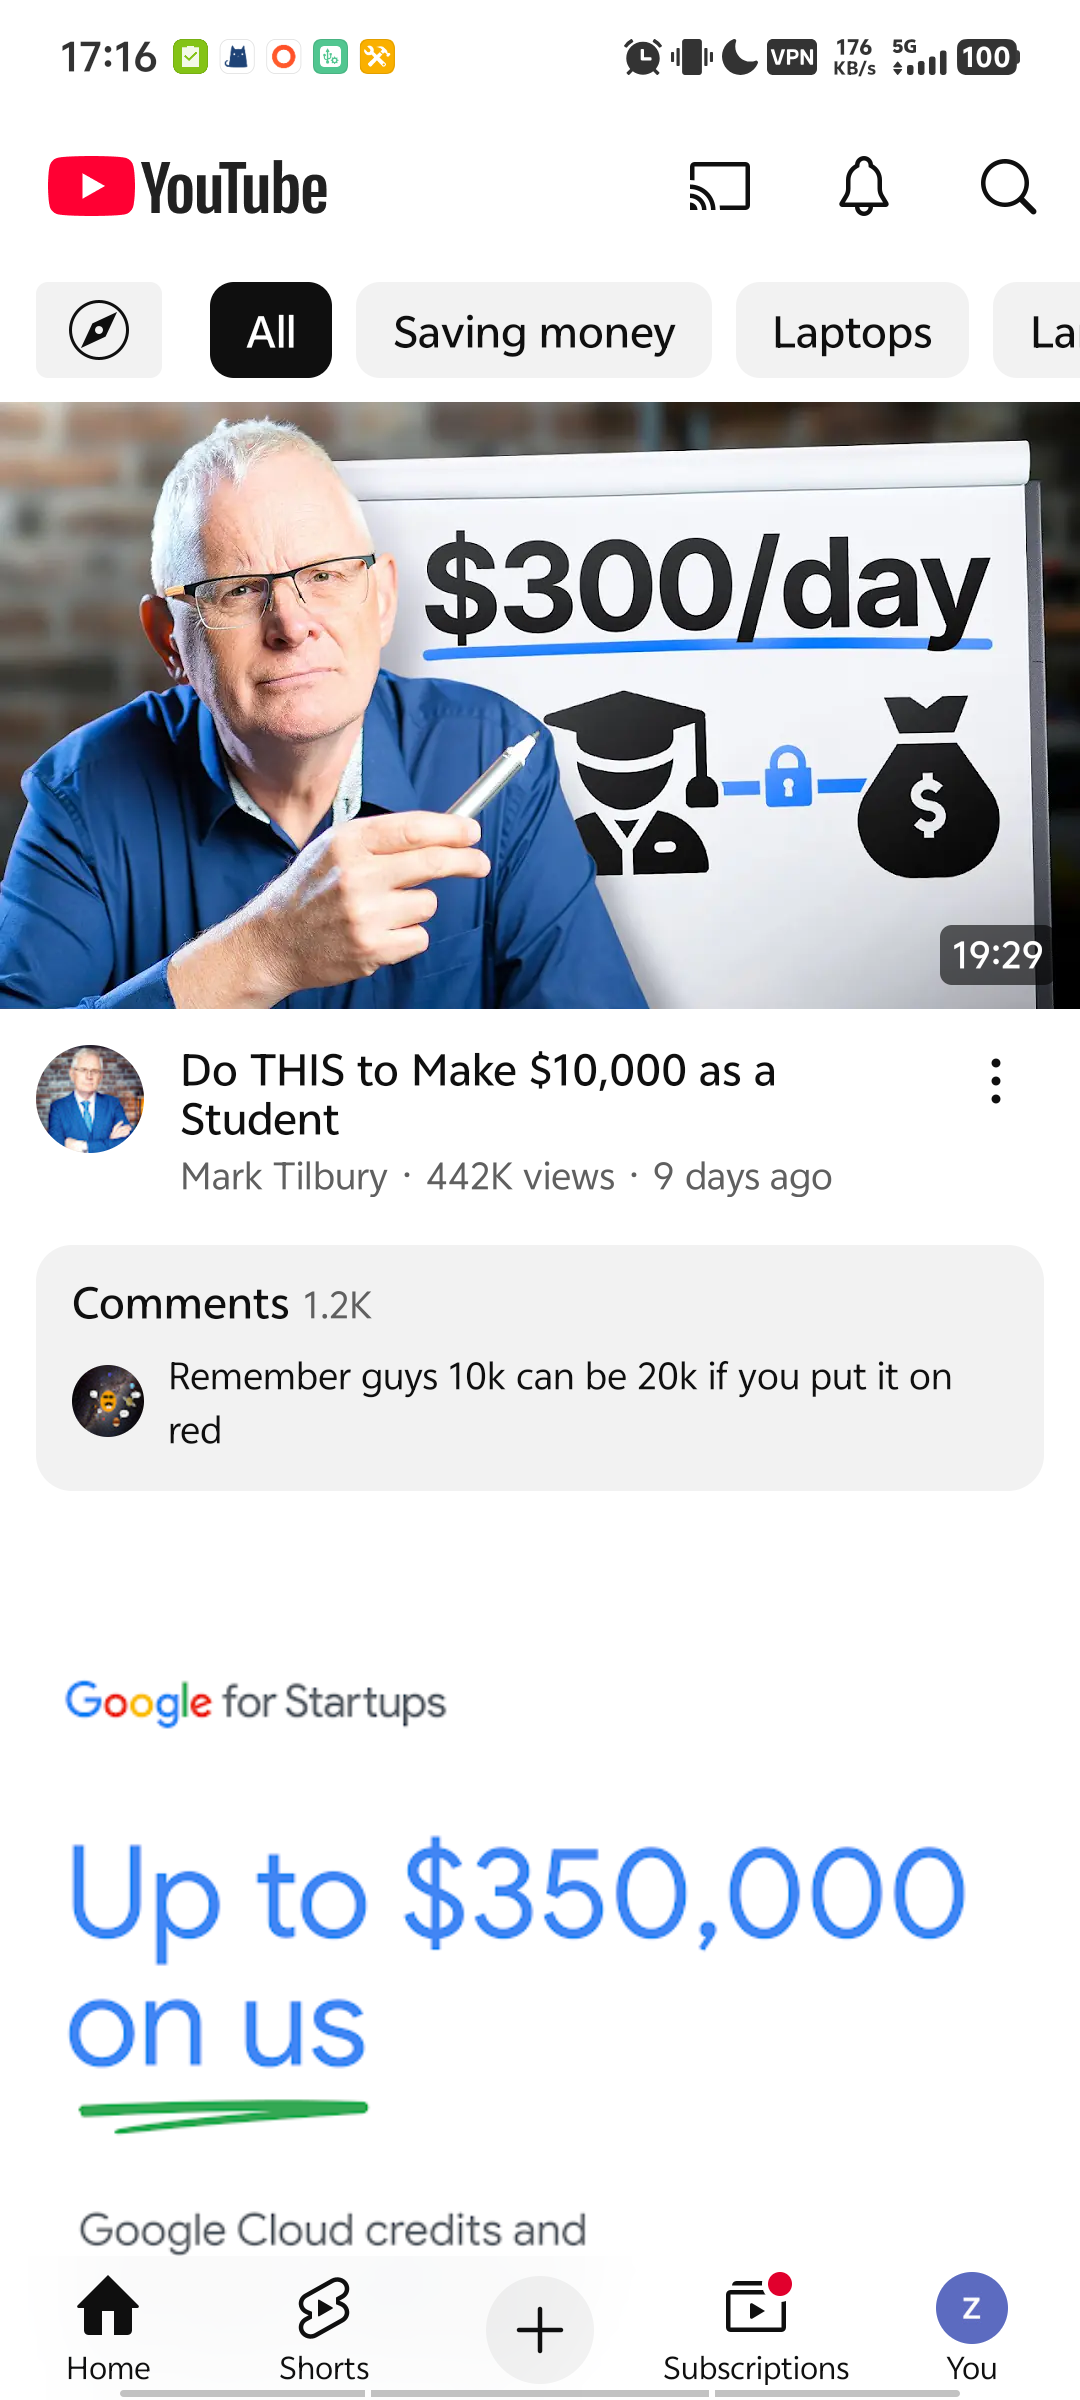 17:16
VPN
176
KB/s
5G
100
YouTube
All
Saving money
Laptops
La
$300/day
$
19:29
Do THIS to Make $10,000 as a
Student
Mark Tilbury · 442K views · 9 days ago
Comments 1.2K
Remember guys 10k can be 20k if you put it on
red
Google for Startups
Up to $350,000
on us
Google Cloud credits and
Home
Shorts
Subscriptions
Z
You